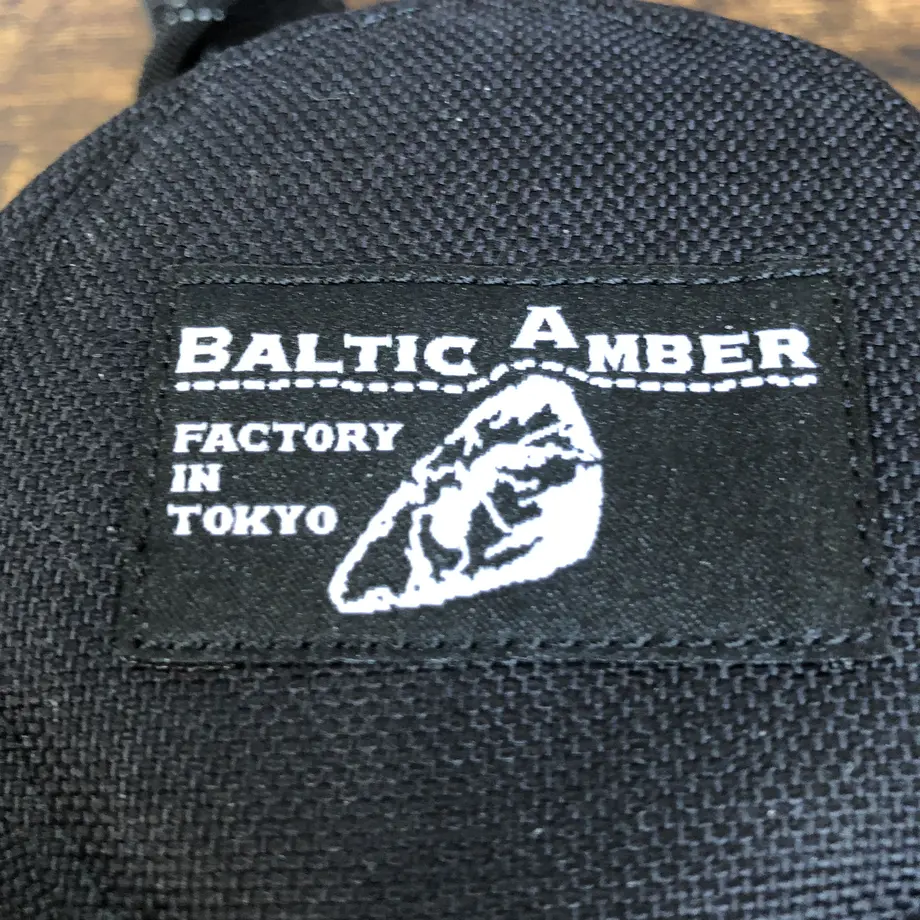 BALTIC AMBER
FACTORY
IN
TOKYO